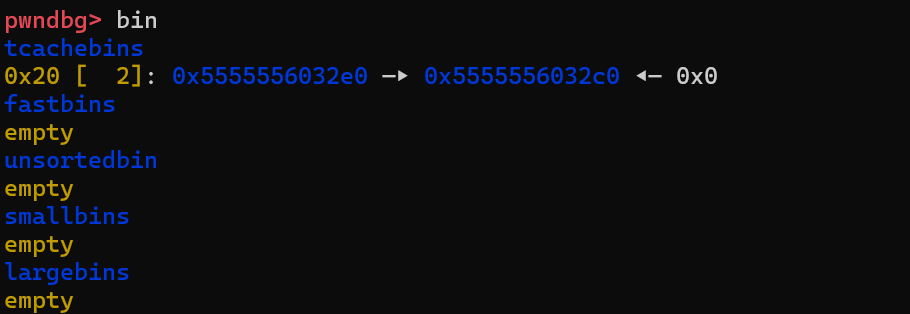 pwndbg> bin
tcachebins
0x20 [  2]: 0x5555556032e0 —▸ 0x5555556032c0 ◂— 0x0
fastbins
empty
unsortedbin
empty
smallbins
empty
largebins
empty